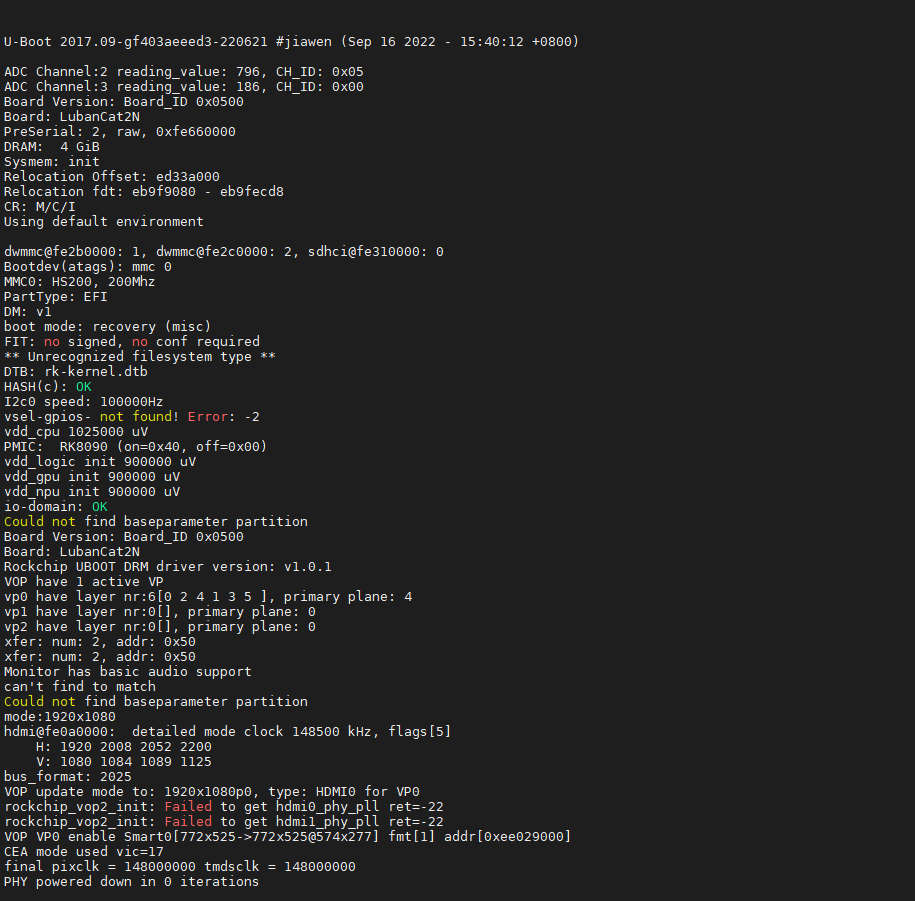 U-Boot 2017.09-gf403aeeed3-220621 #jiawen (Sep 16 2022 - 15:40:12 +0800)
ADC Channel:2 reading_value: 796, CH_ID: 0x05
ADC Channel:3 reading_value: 186, CH_ID: 0x00
Board Version: Board_ID 0x0500
Board: LubanCat2N
PreSerial: 2, raw, 0xfe660000
DRAM:  4 GiB
Sysmem: init
Relocation Offset: ed33a000
Relocation fdt: eb9f9080 - eb9fecd8
CR: M/C/I
Using default environment
dwmmc@fe2b0000: 1, dwmmc@fe2c0000: 2, sdhci@fe310000: 0
Bootdev(atags): mmc 0
MMC0: HS200, 200Mhz
PartType: EFI
DM: v1
boot mode: recovery (misc)
FIT: no signed, no conf required
** Unrecognized filesystem type **
DTB: rk-kernel.dtb
HASH(c): OK
I2c0 speed: 100000Hz
vsel-gpios- not found! Error: -2
vdd_cpu 1025000 uV
PMIC:  RK8090 (on=0x40, off=0x00)
vdd_logic init 900000 uV
vdd_gpu init 900000 uV
vdd_npu init 900000 uV
io-domain: OK
Could not find baseparameter partition
Board Version: Board_ID 0x0500
Board: LubanCat2N
Rockchip UBOOT DRM driver version: v1.0.1
VOP have 1 active VP
vp0 have layer nr:6[0 2 4 1 3 5 ], primary plane: 4
vp1 have layer nr:0[], primary plane: 0
vp2 have layer nr:0[], primary plane: 0
xfer: num: 2, addr: 0x50
xfer: num: 2, addr: 0x50
Monitor has basic audio support
can't find to match
Could not find baseparameter partition
mode:1920x1080
hdmi@fe0a0000:  detailed mode clock 148500 kHz, flags[5]
    H: 1920 2008 2052 2200
    V: 1080 1084 1089 1125
bus_format: 2025
VOP update mode to: 1920x1080p0, type: HDMI0 for VP0
rockchip_vop2_init: Failed to get hdmi0_phy_pll ret=-22
rockchip_vop2_init: Failed to get hdmi1_phy_pll ret=-22
VOP VP0 enable Smart0[772x525->772x525@574x277] fmt[1] addr[0xee029000]
CEA mode used vic=17
final pixclk = 148000000 tmdsclk = 148000000
PHY powered down in 0 iterations